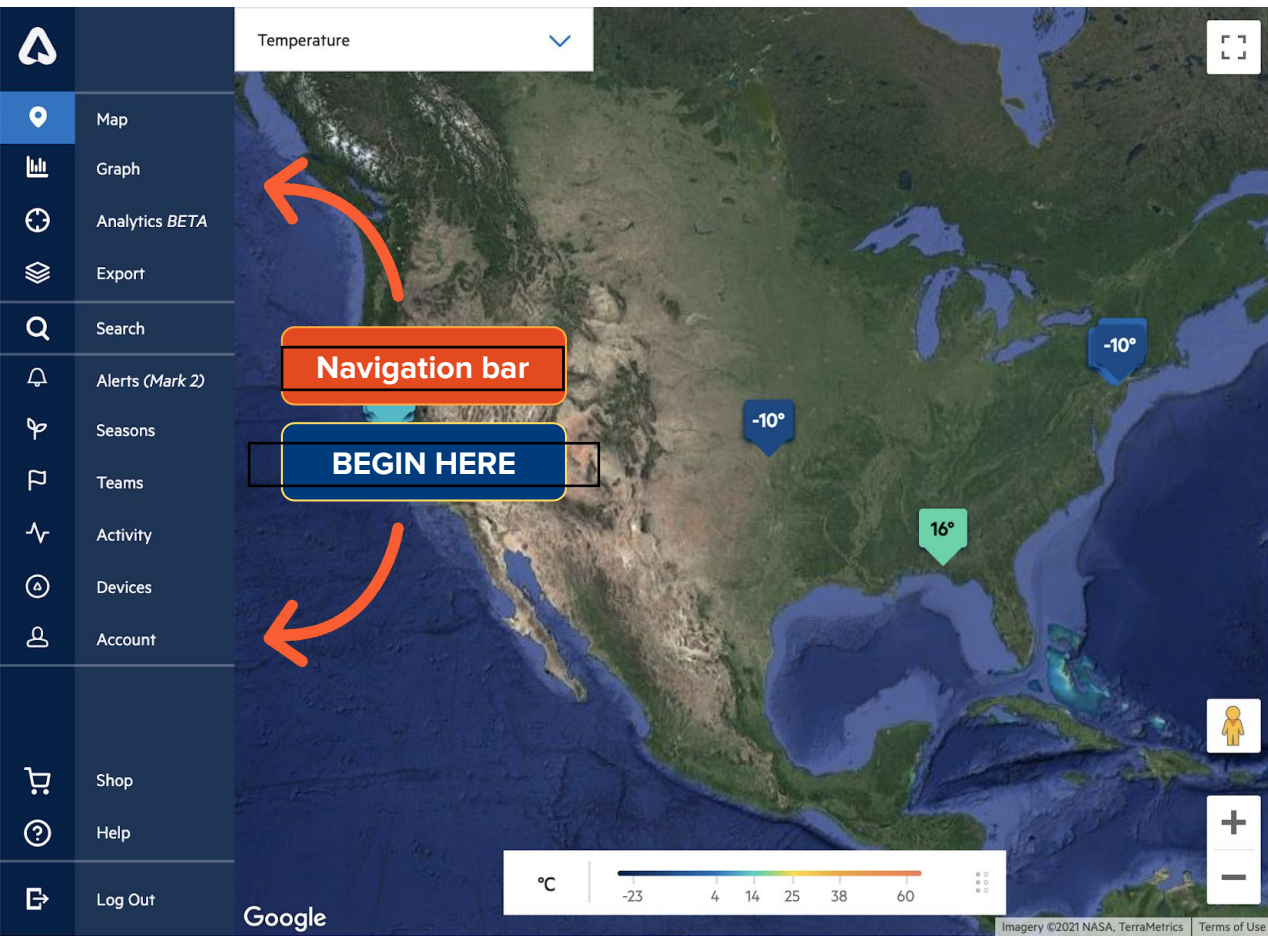 Temperature
Map
Graph
Analytics BETA
Export
Search
Alerts (Mark 2)
Seasons
Teams
Activity
Devices
Account
Shop
Help
Log Out
Navigation bar
BEGIN HERE
-10°
-10°
16°
°C
-23 4 14 25 38 60
Google
Imagery ©2021 NASA, TerraMetrics
Terms of Use